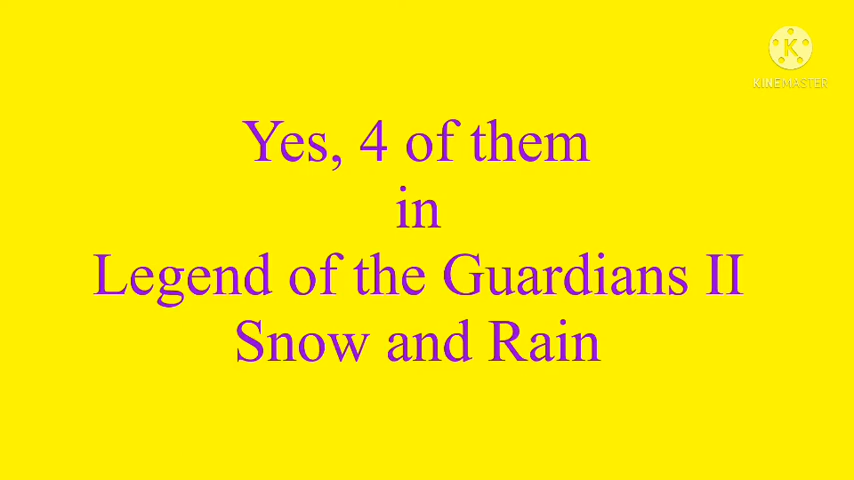 K
KINEMASTER
Yes, 4 of them
in
Legend of the Guardians II
Snow and Rain